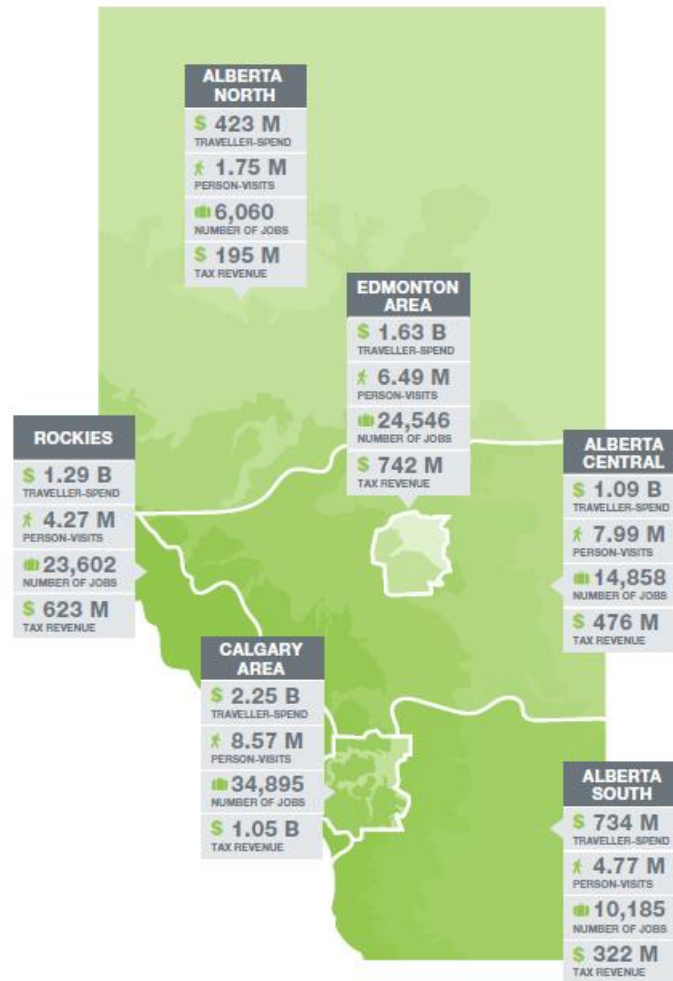 ALBERTA
NORTH
$ 423 M
TRAVELLER-SPEND
1.75 M
PERSON-VISITS
6,060
NUMBER OF JOBS
$ 195 M
TAX REVENUE
EDMONTON
AREA
$ 1.63 B
TRAVELLER-SPEND
6.49 M
PERSON-VISITS
24,546
NUMBER OF JOBS
$ 742 M
TAX REVENUE
ROCKIES
$ 1.29 B
TRAVELLER-SPEND
4.27 M
PERSON-VISITS
23,602
NUMBER OF JOBS
$ 623 M
TAX REVENUE
ALBERTA
CENTRAL
$ 1.09 B
TRAVELLER-SPEND
7.99 M
PERSON-VISITS
14,858
NUMBER OF JOBS
$ 476 M
TAX REVENUE
CALGARY
AREA
$ 2.25 B
TRAVELLER-SPEND
8.57 M
PERSON-VISITS
34,895
NUMBER OF JOBS
$ 1.05 B
TAX REVENUE
ALBERTA
SOUTH
$ 734 M
TRAVELLER-SPEND
4.77 M
PERSON-VISITS
10,185
NUMBER OF JOBS
$ 322 M
TAX REVENUE